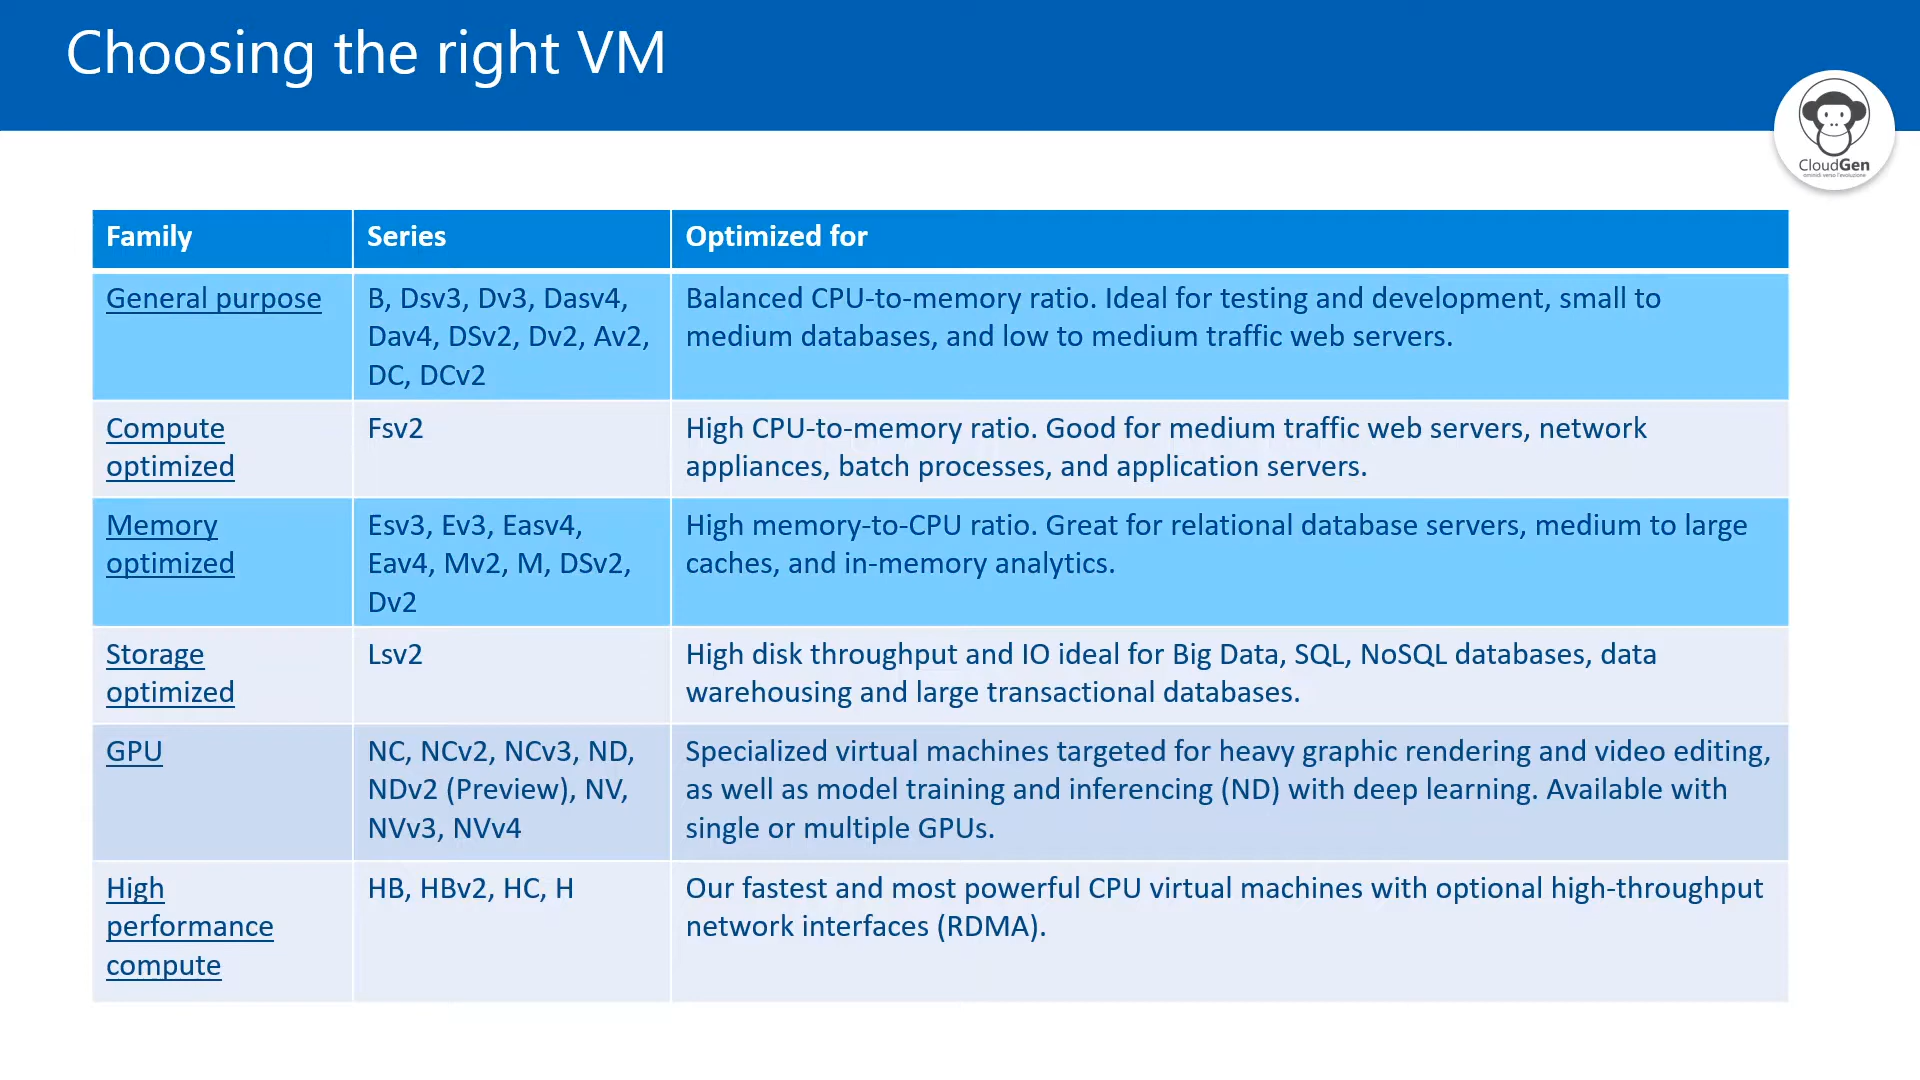 Choosing the right VM
CloudGen
ominidi verso l'evoluzione
Family
Series
Optimized for
General purpose
B, Dsv3, Dv3, Dasv4,
Dav4, DSv2, Dv2, Av2,
DC, DCv2
Balanced CPU-to-memory ratio. Ideal for testing and development, small to
medium databases, and low to medium traffic web servers.
Compute
optimized
Fsv2
High CPU-to-memory ratio. Good for medium traffic web servers, network
appliances, batch processes, and application servers.
Memory
optimized
Esv3, Ev3, Easv4,
Eav4, Mv2, M, DSv2,
Dv2
High memory-to-CPU ratio. Great for relational database servers, medium to large
caches, and in-memory analytics.
Storage
optimized
Lsv2
High disk throughput and IO ideal for Big Data, SQL, NoSQL databases, data
warehousing and large transactional databases.
GPU
NC, NCv2, NCv3, ND,
NDv2 (Preview), NV,
NVv3, NVv4
Specialized virtual machines targeted for heavy graphic rendering and video editing,
as well as model training and inferencing (ND) with deep learning. Available with
single or multiple GPUs.
High
performance
compute
HB, HBv2, HC, H
Our fastest and most powerful CPU virtual machines with optional high-throughput
network interfaces (RDMA).